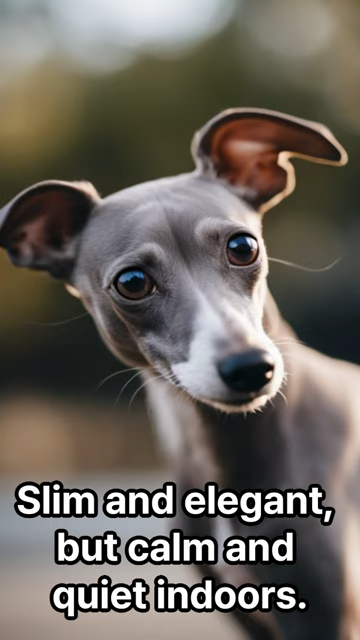 Slim and elegant,
but calm and
quiet indoors.